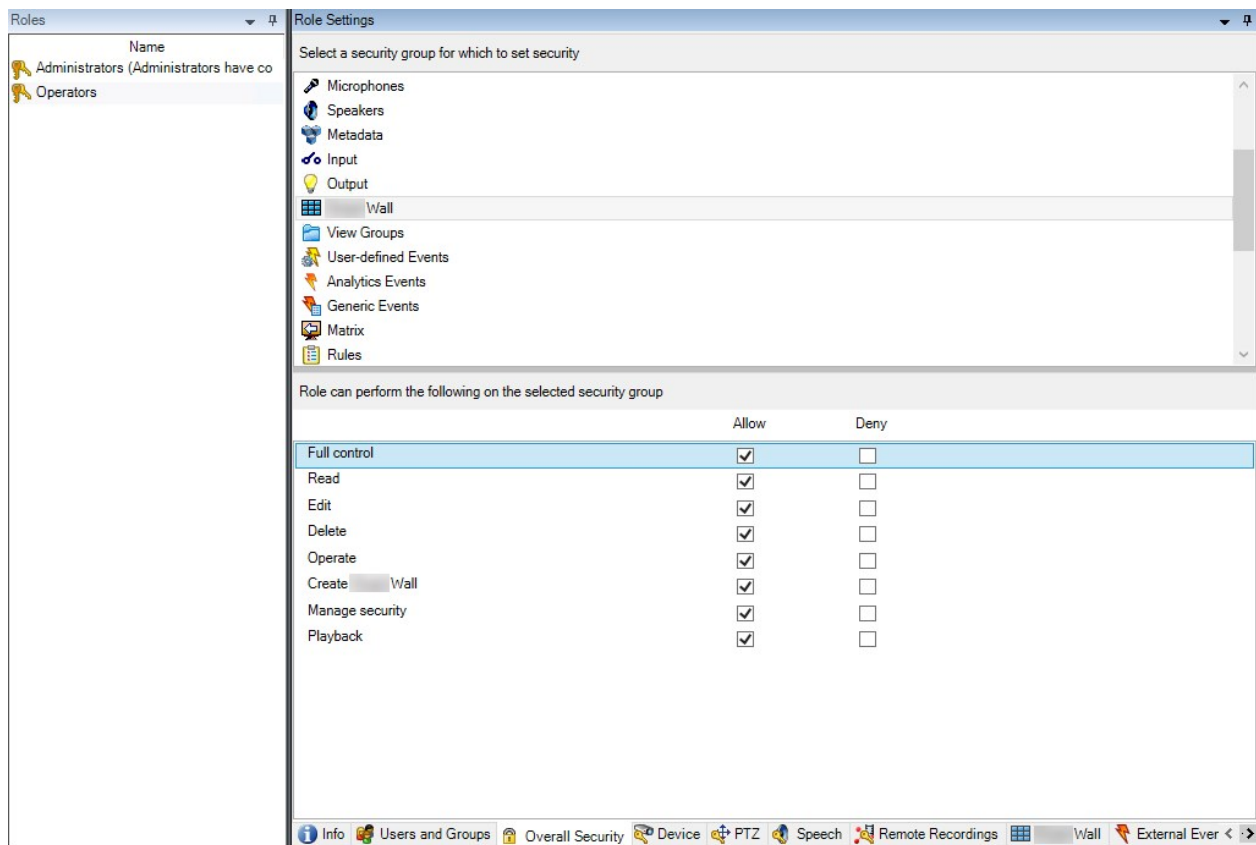 Roles
Name
Administrators (Administrators have co
Operators
Role Settings
Select a security group for which to set security
Microphones
Speakers
Metadata
Input
Output
Wall
View Groups
User-defined Events
Analytics Events
Generic Events
Matrix
Rules
Role can perform the following on the selected security group
Allow Deny
Full control
Read
Edit
Delete
Operate
Create Wall
Manage security
Playback
Info Users and Groups Overall Security Device PTZ Speech Remote Recordings Wall External Ever